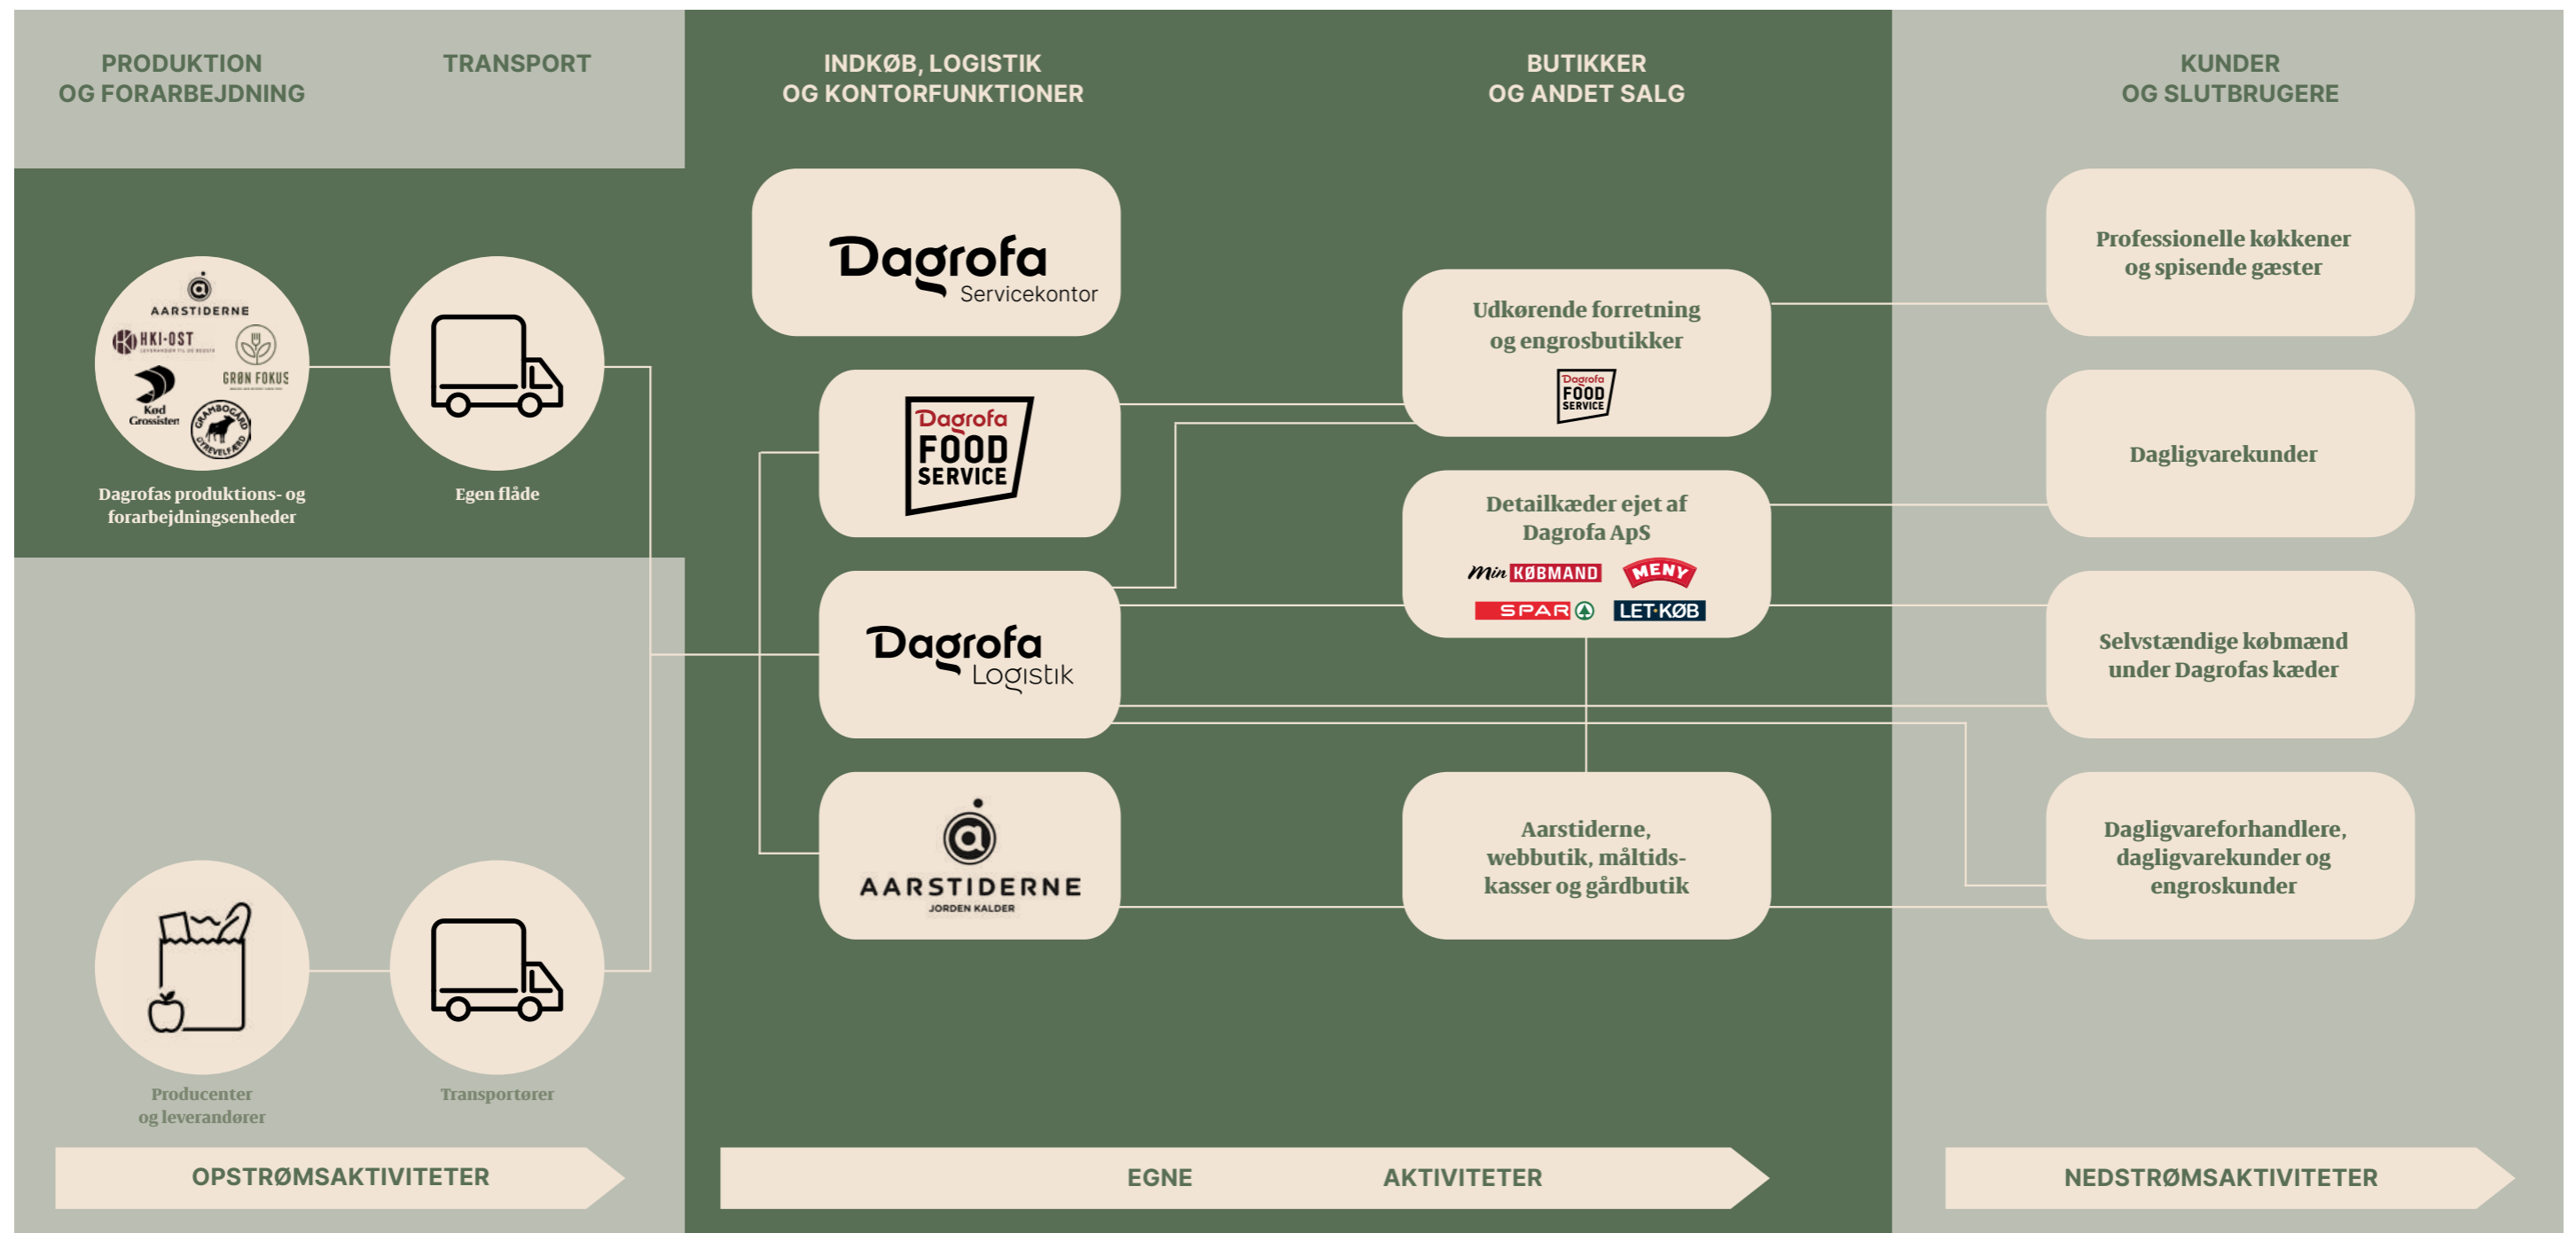 PRODUKTION
OG FORARBEJDNING
TRANSPORT
INDKØB, LOGISTIK
OG KONTORFUNKTIONER
BUTIKKER
OG ANDET SALG
KUNDER
OG SLUTBRUGERE
AARSTIDERNE
HKI-OST
GRØN FOKUS
Kød
Grossisten
GRAMBOGÅRD
DYREVELFÆRD
Dagrofas produktions- og
forarbejdningsenheder
Egen flåde
Producenter
og leverandører
Transportører
Dagrofa
Servicekontor
Dagrofa
FOOD
SERVICE
Dagrofa
Logistik
AARSTIDERNE
JORDEN KALDER
Udkørende forretning
og engrosbutikker
Dagrofa
FOOD
SERVICE
Detailkæder ejet af
Dagrofa ApS
Min KØBMAND
MENY
SPAR
LET·KØB
Aarstiderne,
webbutik, måltids-
kasser og gårdbutik
Professionelle køkkener
og spisende gæster
Dagligvarekunder
Selvstændige købmænd
under Dagrofas kæder
Dagligvareforhandlere,
dagligvarekunder og
engroskunder
OPSTRØMSAKTIVITETER
EGNE AKTIVITETER
NEDSTRØMSAKTIVITETER